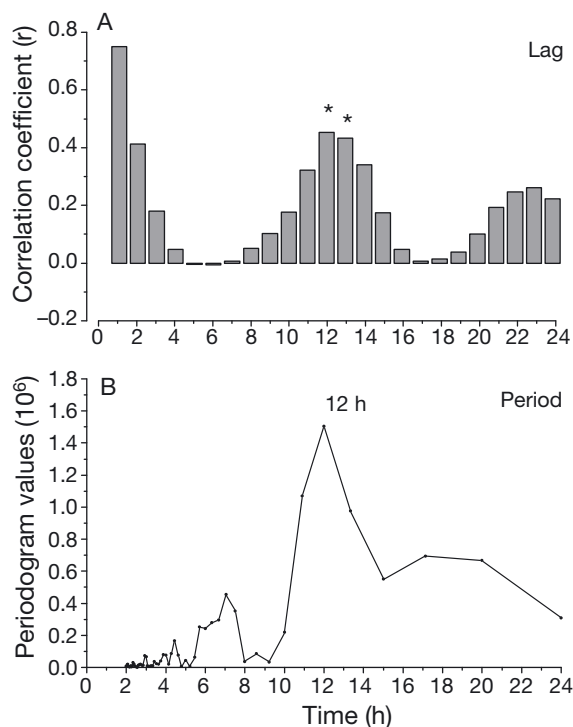 A
Lag
Correlation coefficient (r)
0.8
0.6
0.4
0.2
0.0
–0.2
* *
0 2 4 6 8 10 12 14 16 18 20 22 24
B
Period
12 h
Periodogram values (10⁶)
1.8
1.6
1.4
1.2
1.0
0.8
0.6
0.4
0.2
0.0
0 2 4 6 8 10 12 14 16 18 20 22 24
Time (h)